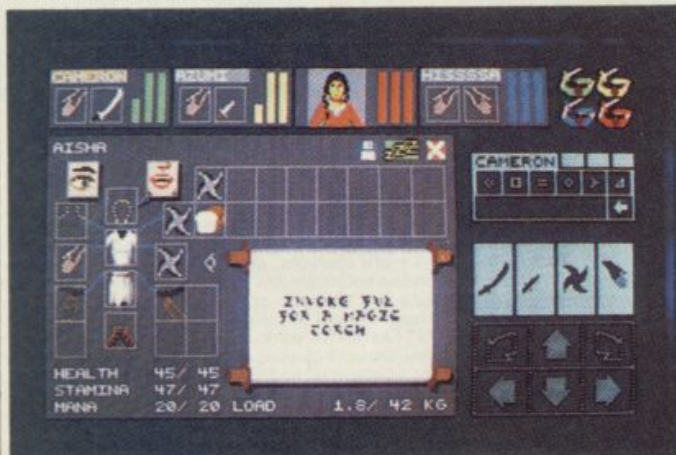 CAMERON AZUMI HISSSSA
AISHA
CAMERON
INVOKE FUL
FOR A MAGIC
TORCH
HEALTH 45/ 45
STAMINA 47/ 47
MANA 20/ 20 LOAD 1.8/ 42 KG